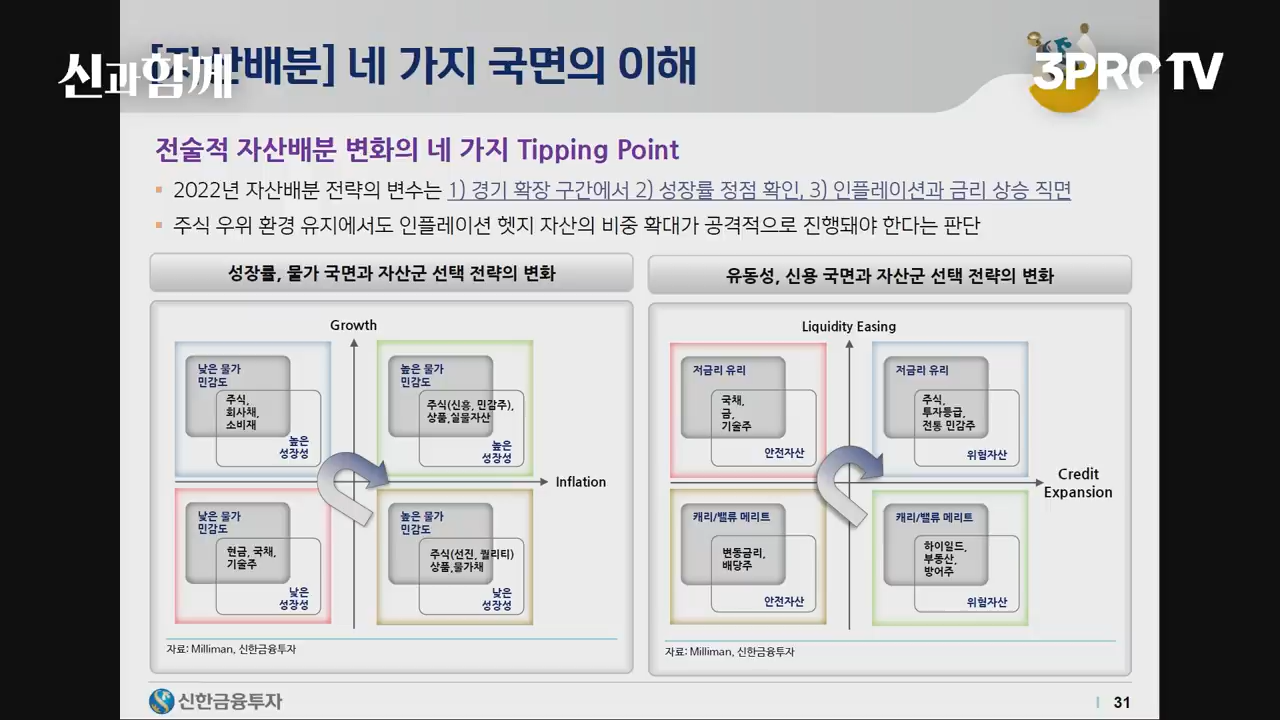 신과함께
[자산배분] 네 가지 국면의 이해
3PROTV
전술적 자산배분 변화의 네 가지 Tipping Point
2022년 자산배분 전략의 변수는 1) 경기 확장 구간에서 2) 성장률 정점 확인, 3) 인플레이션과 금리 상승 직면
주식 우위 환경 유지에서도 인플레이션 헷지 자산의 비중 확대가 공격적으로 진행돼야 한다는 판단
성장률, 물가 국면과 자산군 선택 전략의 변화
Growth
낮은 물가
민감도
주식,
회사채,
소비재
높은
성장성
높은 물가
민감도
주식(신흥, 민감주),
상품,실물자산
높은
성장성
Inflation
낮은 물가
민감도
현금, 국채,
기술주
낮은
성장성
높은 물가
민감도
주식(선진, 퀄리티)
상품,물가채
낮은
성장성
자료: Milliman, 신한금융투자
유동성, 신용 국면과 자산군 선택 전략의 변화
Liquidity Easing
저금리 유리
국채,
금,
기술주
안전자산
저금리 유리
주식,
투자등급,
전통 민감주
위험자산
Credit
Expansion
캐리/밸류 메리트
변동금리,
배당주
안전자산
캐리/밸류 메리트
하이일드,
부동산,
방어주
위험자산
자료: Milliman, 신한금융투자
신한금융투자
31